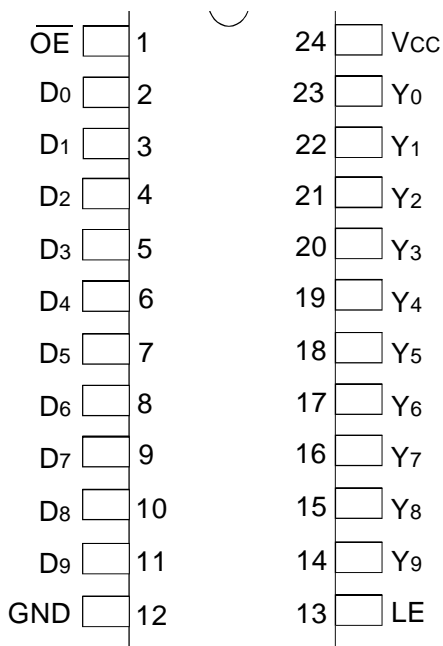 OE 1 24 VCC
D0 2 23 Y0
D1 3 22 Y1
D2 4 21 Y2
D3 5 20 Y3
D4 6 19 Y4
D5 7 18 Y5
D6 8 17 Y6
D7 9 16 Y7
D8 10 15 Y8
D9 11 14 Y9
GND 12 13 LE